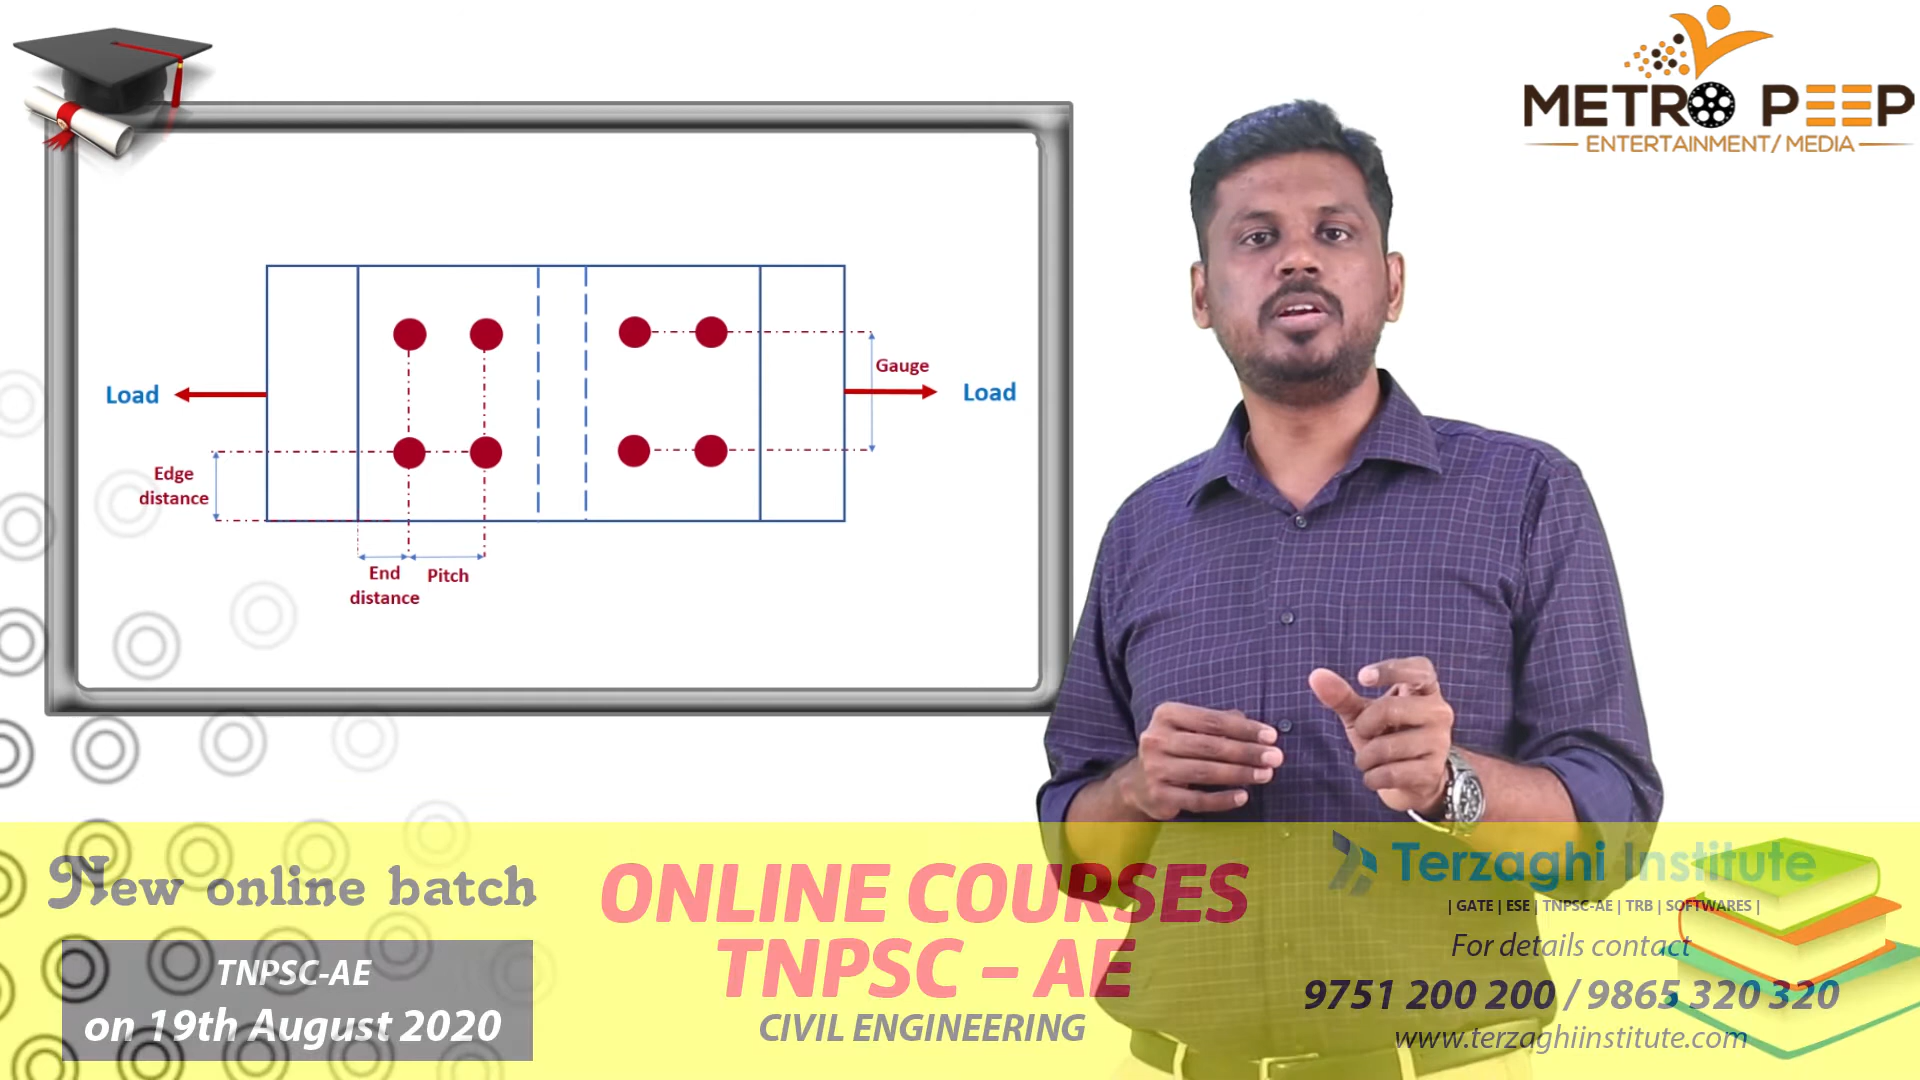 METRO PEEP
ENTERTAINMENT/ MEDIA
Gauge
Load
Load
Edge
distance
End
distance
Pitch
New online batch
TNPSC-AE
on 19th August 2020
ONLINE COURSES
TNPSC – AE
CIVIL ENGINEERING
Terzaghi Institute
| GATE | ESE | TNPSC-AE | TRB | SOFTWARES |
For details contact
9751 200 200 / 9865 320 320
www.terzaghiinstitute.com